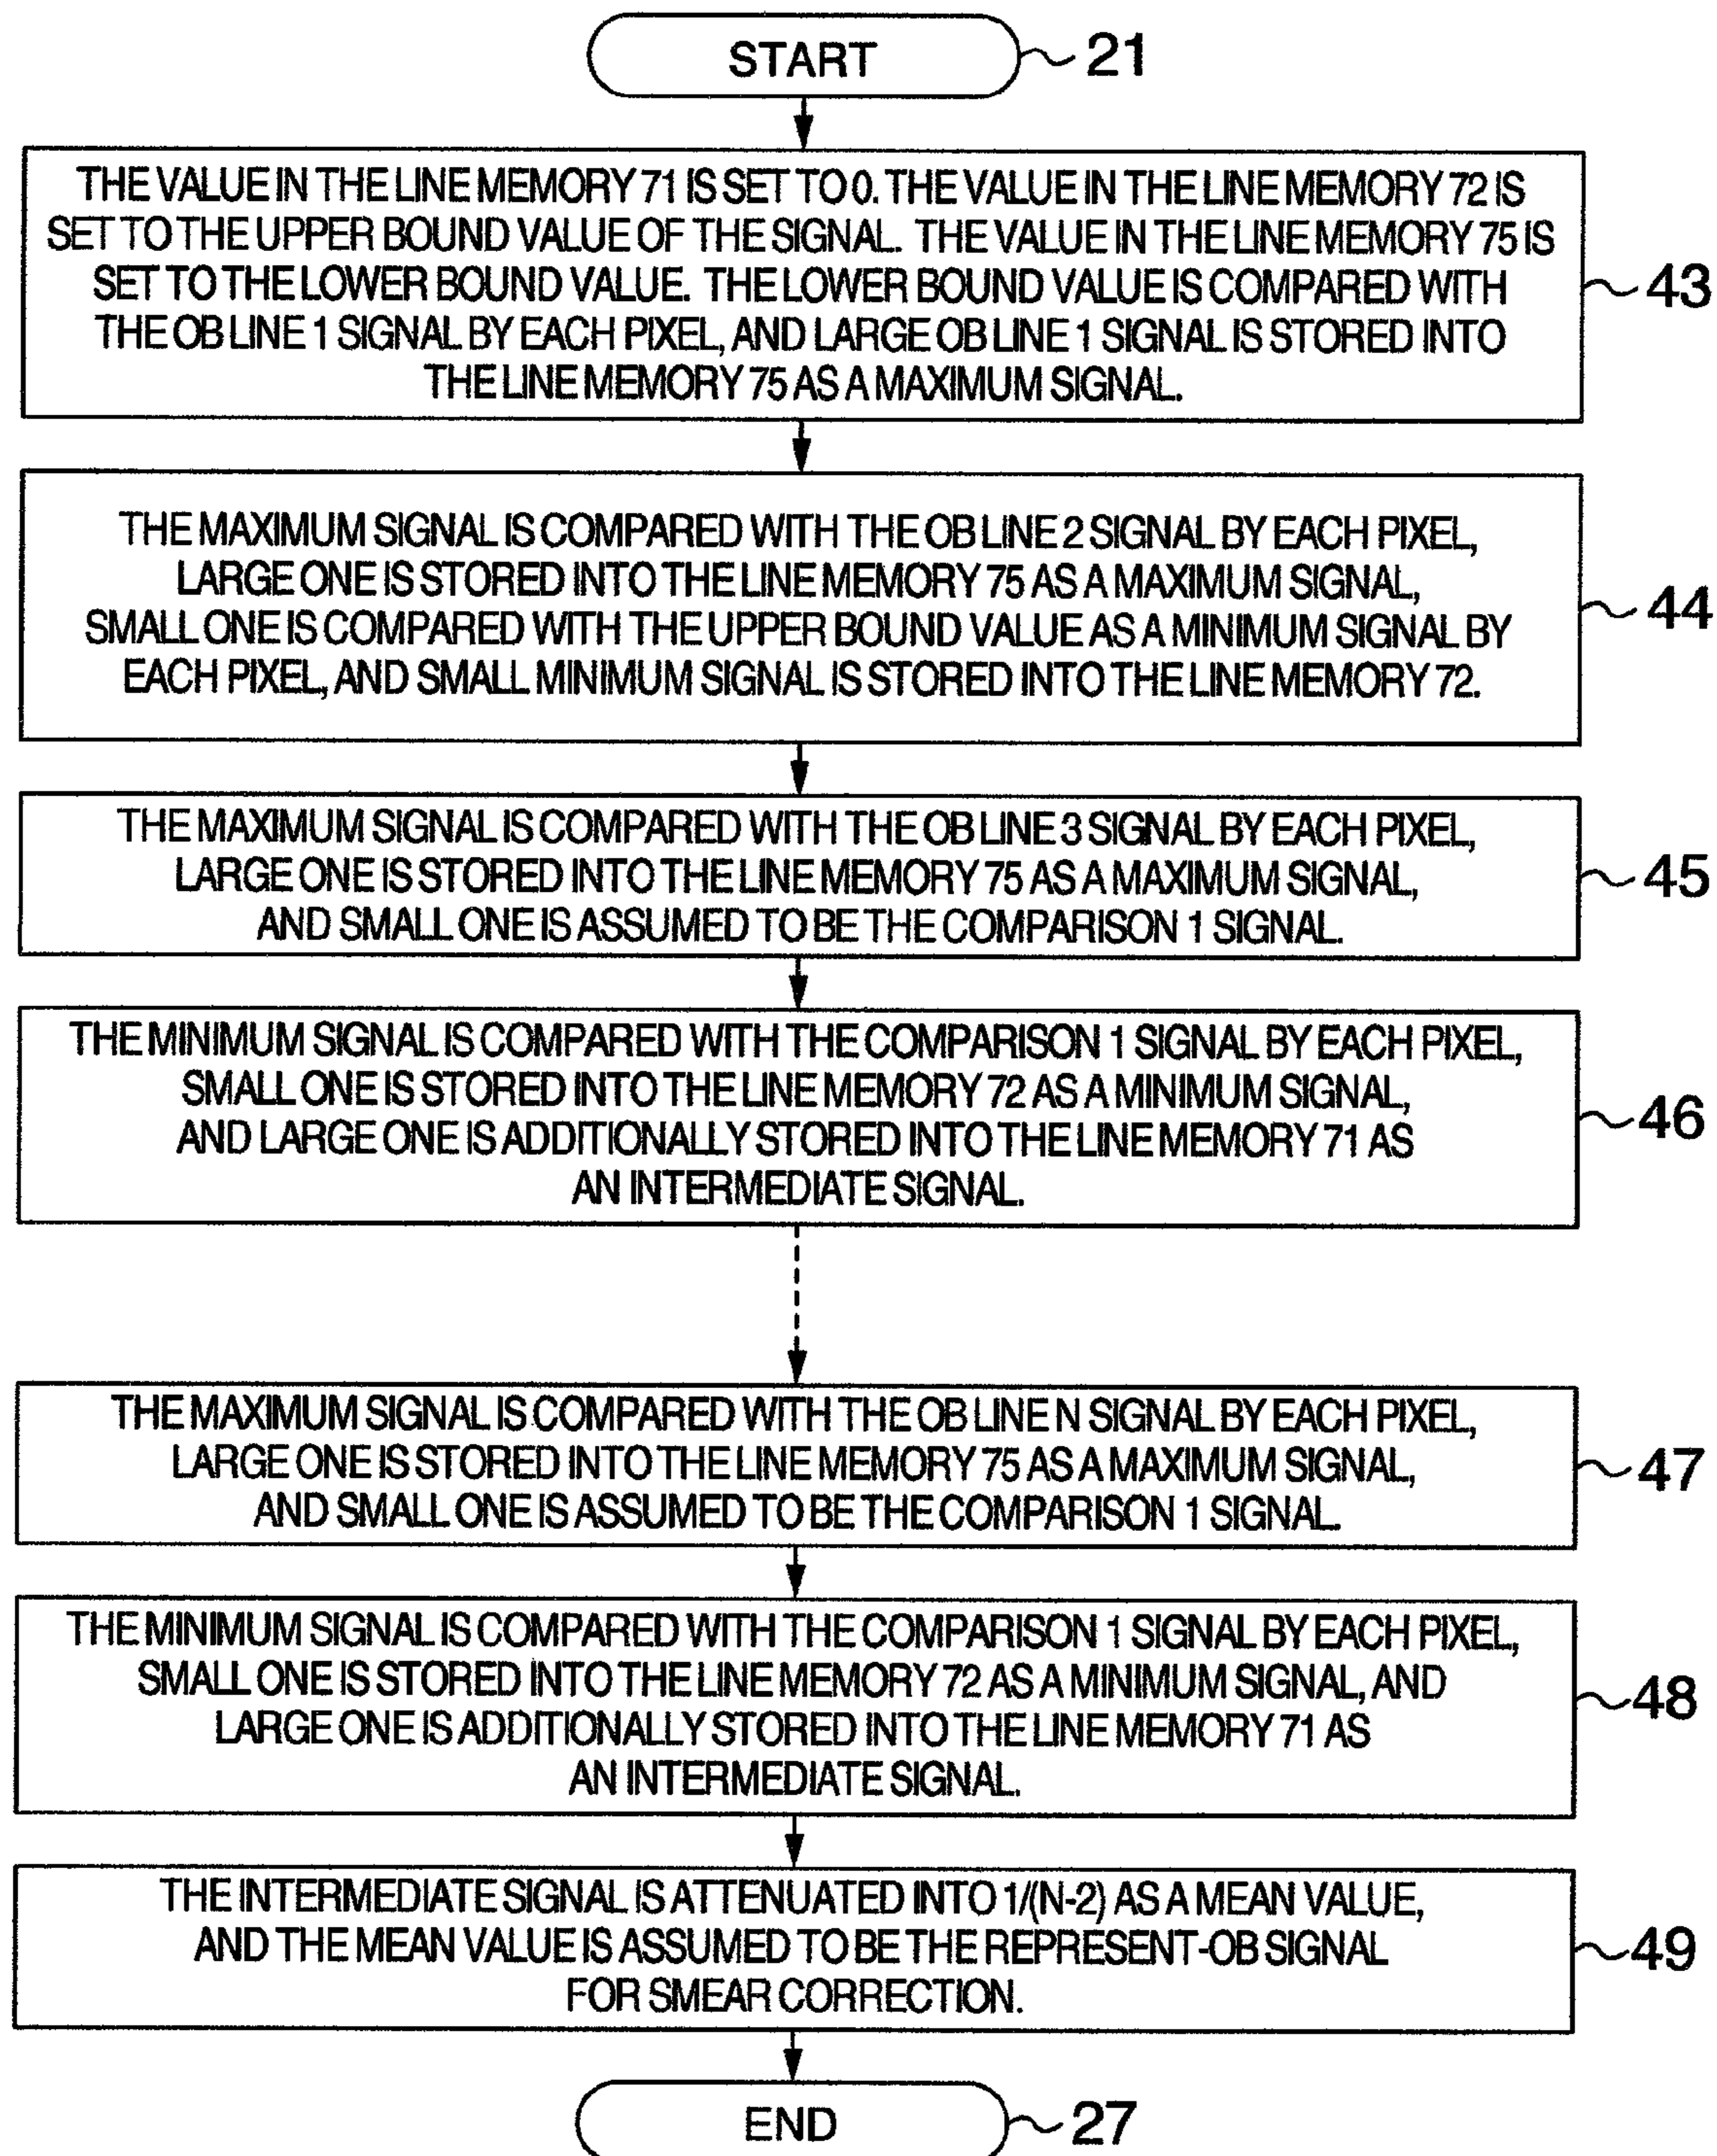 START
21
THE VALUE IN THE LINE MEMORY 71 IS SET TO 0. THE VALUE IN THE LINE MEMORY 72 IS
SET TO THE UPPER BOUND VALUE OF THE SIGNAL. THE VALUE IN THE LINE MEMORY 75 IS
SET TO THE LOWER BOUND VALUE. THE LOWER BOUND VALUE IS COMPARED WITH
THE OB LINE 1 SIGNAL BY EACH PIXEL, AND LARGE OB LINE 1 SIGNAL IS STORED INTO
THE LINE MEMORY 75 AS A MAXIMUM SIGNAL.
43
THE MAXIMUM SIGNAL IS COMPARED WITH THE OB LINE 2 SIGNAL BY EACH PIXEL,
LARGE ONE IS STORED INTO THE LINE MEMORY 75 AS A MAXIMUM SIGNAL,
SMALL ONE IS COMPARED WITH THE UPPER BOUND VALUE AS A MINIMUM SIGNAL BY
EACH PIXEL, AND SMALL MINIMUM SIGNAL IS STORED INTO THE LINE MEMORY 72.
44
THE MAXIMUM SIGNAL IS COMPARED WITH THE OB LINE 3 SIGNAL BY EACH PIXEL,
LARGE ONE IS STORED INTO THE LINE MEMORY 75 AS A MAXIMUM SIGNAL,
AND SMALL ONE IS ASSUMED TO BE THE COMPARISON 1 SIGNAL.
45
THE MINIMUM SIGNAL IS COMPARED WITH THE COMPARISON 1 SIGNAL BY EACH PIXEL,
SMALL ONE IS STORED INTO THE LINE MEMORY 72 AS A MINIMUM SIGNAL,
AND LARGE ONE IS ADDITIONALLY STORED INTO THE LINE MEMORY 71 AS
AN INTERMEDIATE SIGNAL.
46
THE MAXIMUM SIGNAL IS COMPARED WITH THE OB LINE N SIGNAL BY EACH PIXEL,
LARGE ONE IS STORED INTO THE LINE MEMORY 75 AS A MAXIMUM SIGNAL,
AND SMALL ONE IS ASSUMED TO BE THE COMPARISON 1 SIGNAL.
47
THE MINIMUM SIGNAL IS COMPARED WITH THE COMPARISON 1 SIGNAL BY EACH PIXEL,
SMALL ONE IS STORED INTO THE LINE MEMORY 72 AS A MINIMUM SIGNAL, AND
LARGE ONE IS ADDITIONALLY STORED INTO THE LINE MEMORY 71 AS
AN INTERMEDIATE SIGNAL.
48
THE INTERMEDIATE SIGNAL IS ATTENUATED INTO 1/(N-2) AS A MEAN VALUE,
AND THE MEAN VALUE IS ASSUMED TO BE THE REPRESENT-OB SIGNAL
FOR SMEAR CORRECTION.
49
END
27